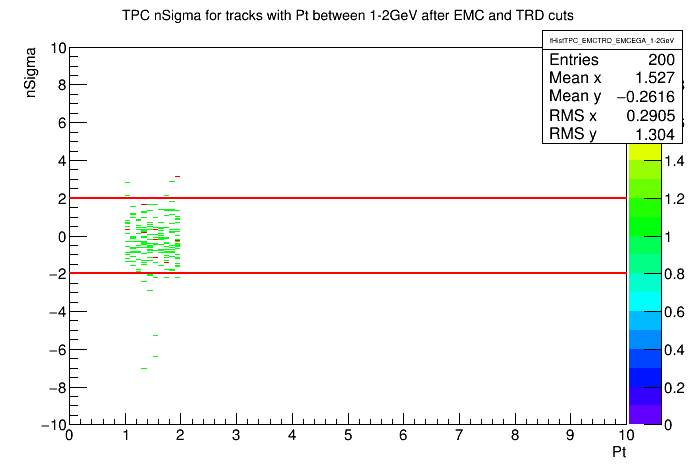 TPC nSigma for tracks with Pt between 1-2GeV after EMC and TRD cuts
fHistTPC_EMCTRD_EMCEGA_1-2GeV
Entries 200
Mean x 1.527
Mean y −0.2616
RMS x 0.2905
RMS y 1.304
nSigma
10
8
6
4
2
0
−2
−4
−6
−8
−10
0 1 2 3 4 5 6 7 8 9 10
Pt
1.4
1.2
1
0.8
0.6
0.4
0.2
0